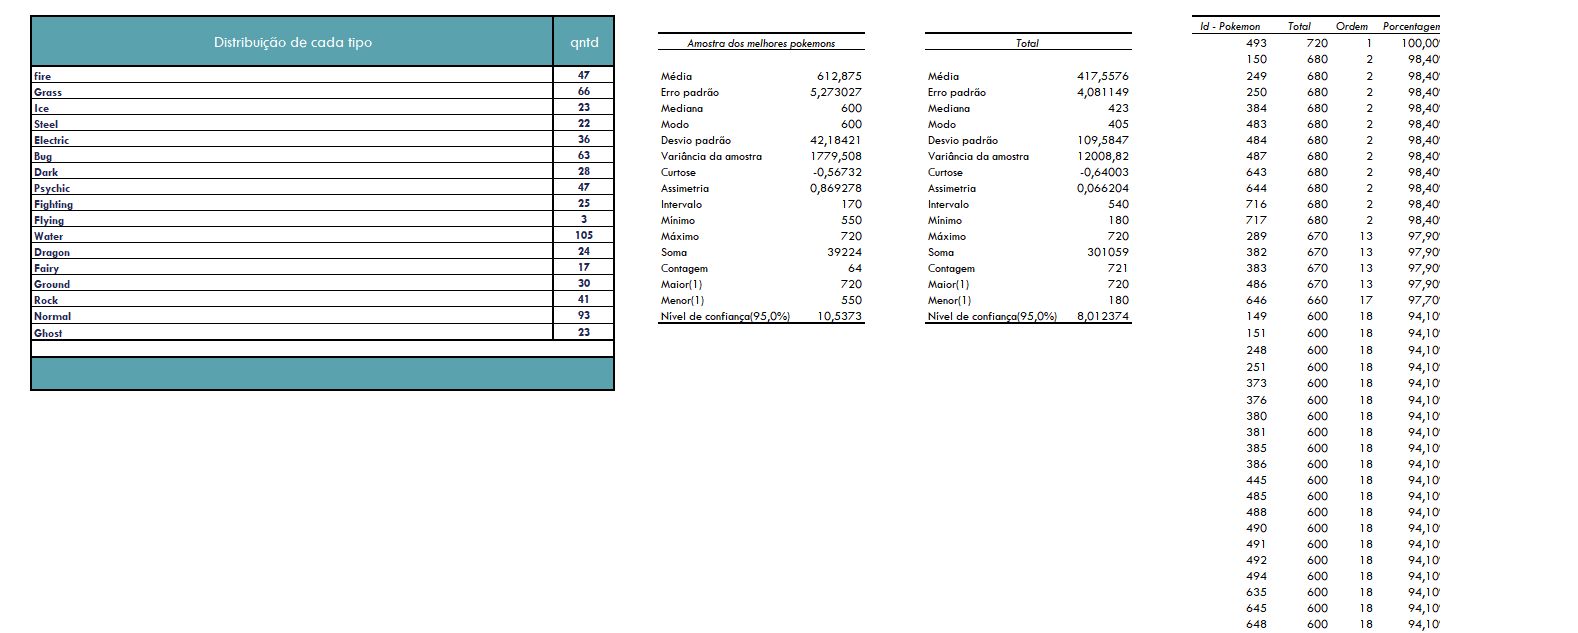 Distribuição de cada tipo qntd
fire 47
Grass 66
Ice 23
Steel 22
Electric 36
Bug 63
Dark 28
Psychic 47
Fighting 25
Flying 3
Water 105
Dragon 24
Fairy 17
Ground 30
Rock 41
Normal 93
Ghost 23
Amostra dos melhores pokemons
Média 612,875
Erro padrão 5,273027
Mediana 600
Modo 600
Desvio padrão 42,18421
Variância da amostra 1779,508
Curtose -0,56732
Assimetria 0,869278
Intervalo 170
Mínimo 550
Máximo 720
Soma 39224
Contagem 64
Maior(1) 720
Menor(1) 550
Nível de confiança(95,0%) 10,5373
Total
Média 417,5576
Erro padrão 4,081149
Mediana 423
Modo 405
Desvio padrão 109,5847
Variância da amostra 12008,82
Curtose -0,64003
Assimetria 0,066204
Intervalo 540
Mínimo 180
Máximo 720
Soma 301059
Contagem 721
Maior(1) 720
Menor(1) 180
Nível de confiança(95,0%) 8,012374
Id - Pokemon Total Ordem Porcentagem
493 720 1 100,00
150 680 2 98,40
249 680 2 98,40
250 680 2 98,40
384 680 2 98,40
483 680 2 98,40
484 680 2 98,40
487 680 2 98,40
643 680 2 98,40
644 680 2 98,40
716 680 2 98,40
717 680 2 98,40
289 670 13 97,90
382 670 13 97,90
383 670 13 97,90
486 670 13 97,90
646 660 17 97,70
149 600 18 94,10
151 600 18 94,10
248 600 18 94,10
251 600 18 94,10
373 600 18 94,10
376 600 18 94,10
380 600 18 94,10
381 600 18 94,10
385 600 18 94,10
386 600 18 94,10
445 600 18 94,10
485 600 18 94,10
488 600 18 94,10
490 600 18 94,10
491 600 18 94,10
492 600 18 94,10
494 600 18 94,10
635 600 18 94,10
645 600 18 94,10
648 600 18 94,10